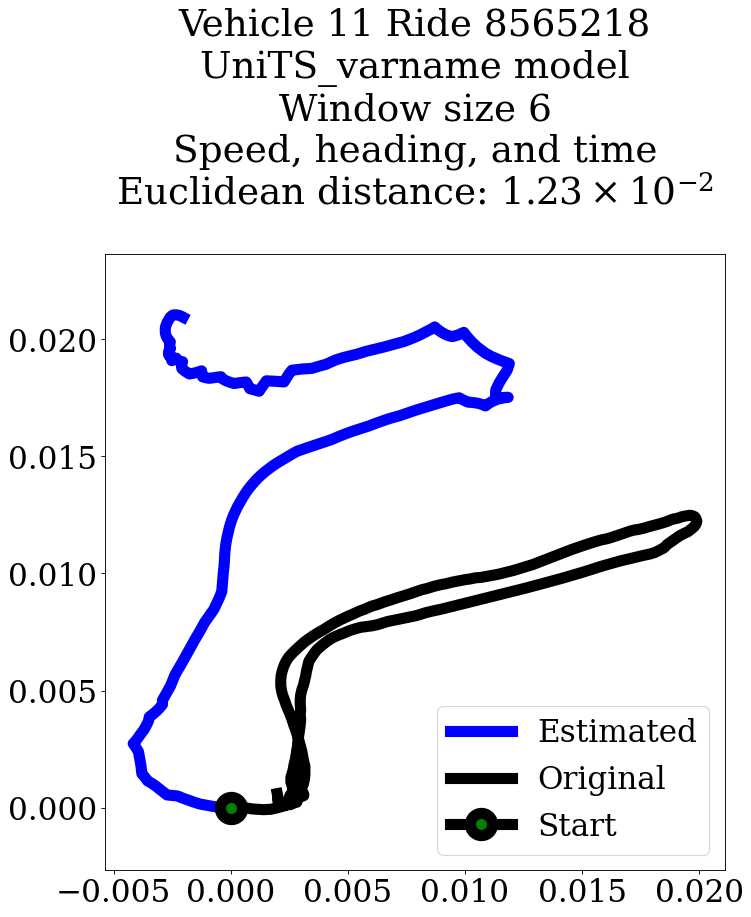 Vehicle 11 Ride 8565218
UniTS_varname model
Window size 6
Speed, heading, and time
Euclidean distance: 1.23 × 10⁻²
0.020
0.015
0.010
0.005
0.000
−0.005 0.000 0.005 0.010 0.015 0.020
Estimated
Original
Start